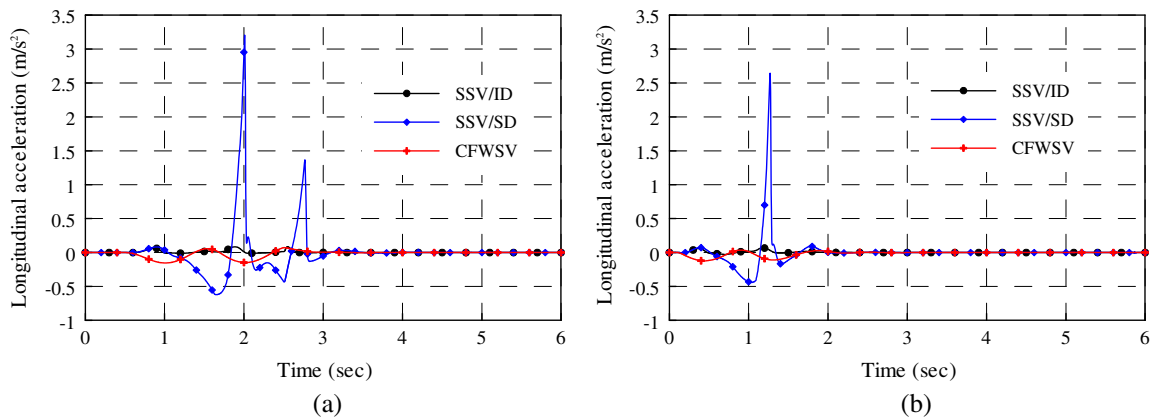 3.5
3
2.5
2
1.5
1
0.5
0
-0.5
-1
Longitudinal acceleration (m/s²)
SSV/ID
SSV/SD
CFWSV
0 1 2 3 4 5 6
Time (sec)
(a)
3.5
3
2.5
2
1.5
1
0.5
0
-0.5
-1
Longitudinal acceleration (m/s²)
SSV/ID
SSV/SD
CFWSV
0 1 2 3 4 5 6
Time (sec)
(b)